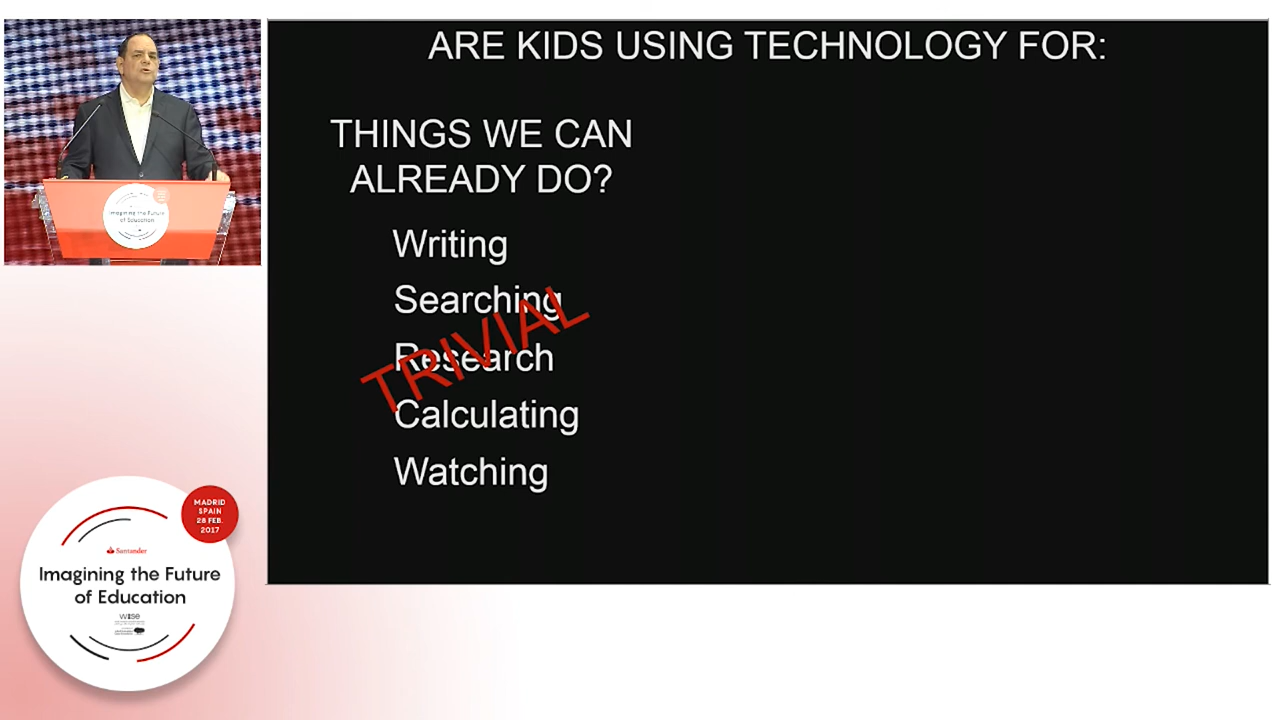 ARE KIDS USING TECHNOLOGY FOR:
THINGS WE CAN
ALREADY DO?
Writing
Searching
TRIVIAL
Research
Calculating
Watching
Imagining the Future
of Education
MADRID
SPAIN
28 FEB.
2017
Santander
Imagining the Future
of Education